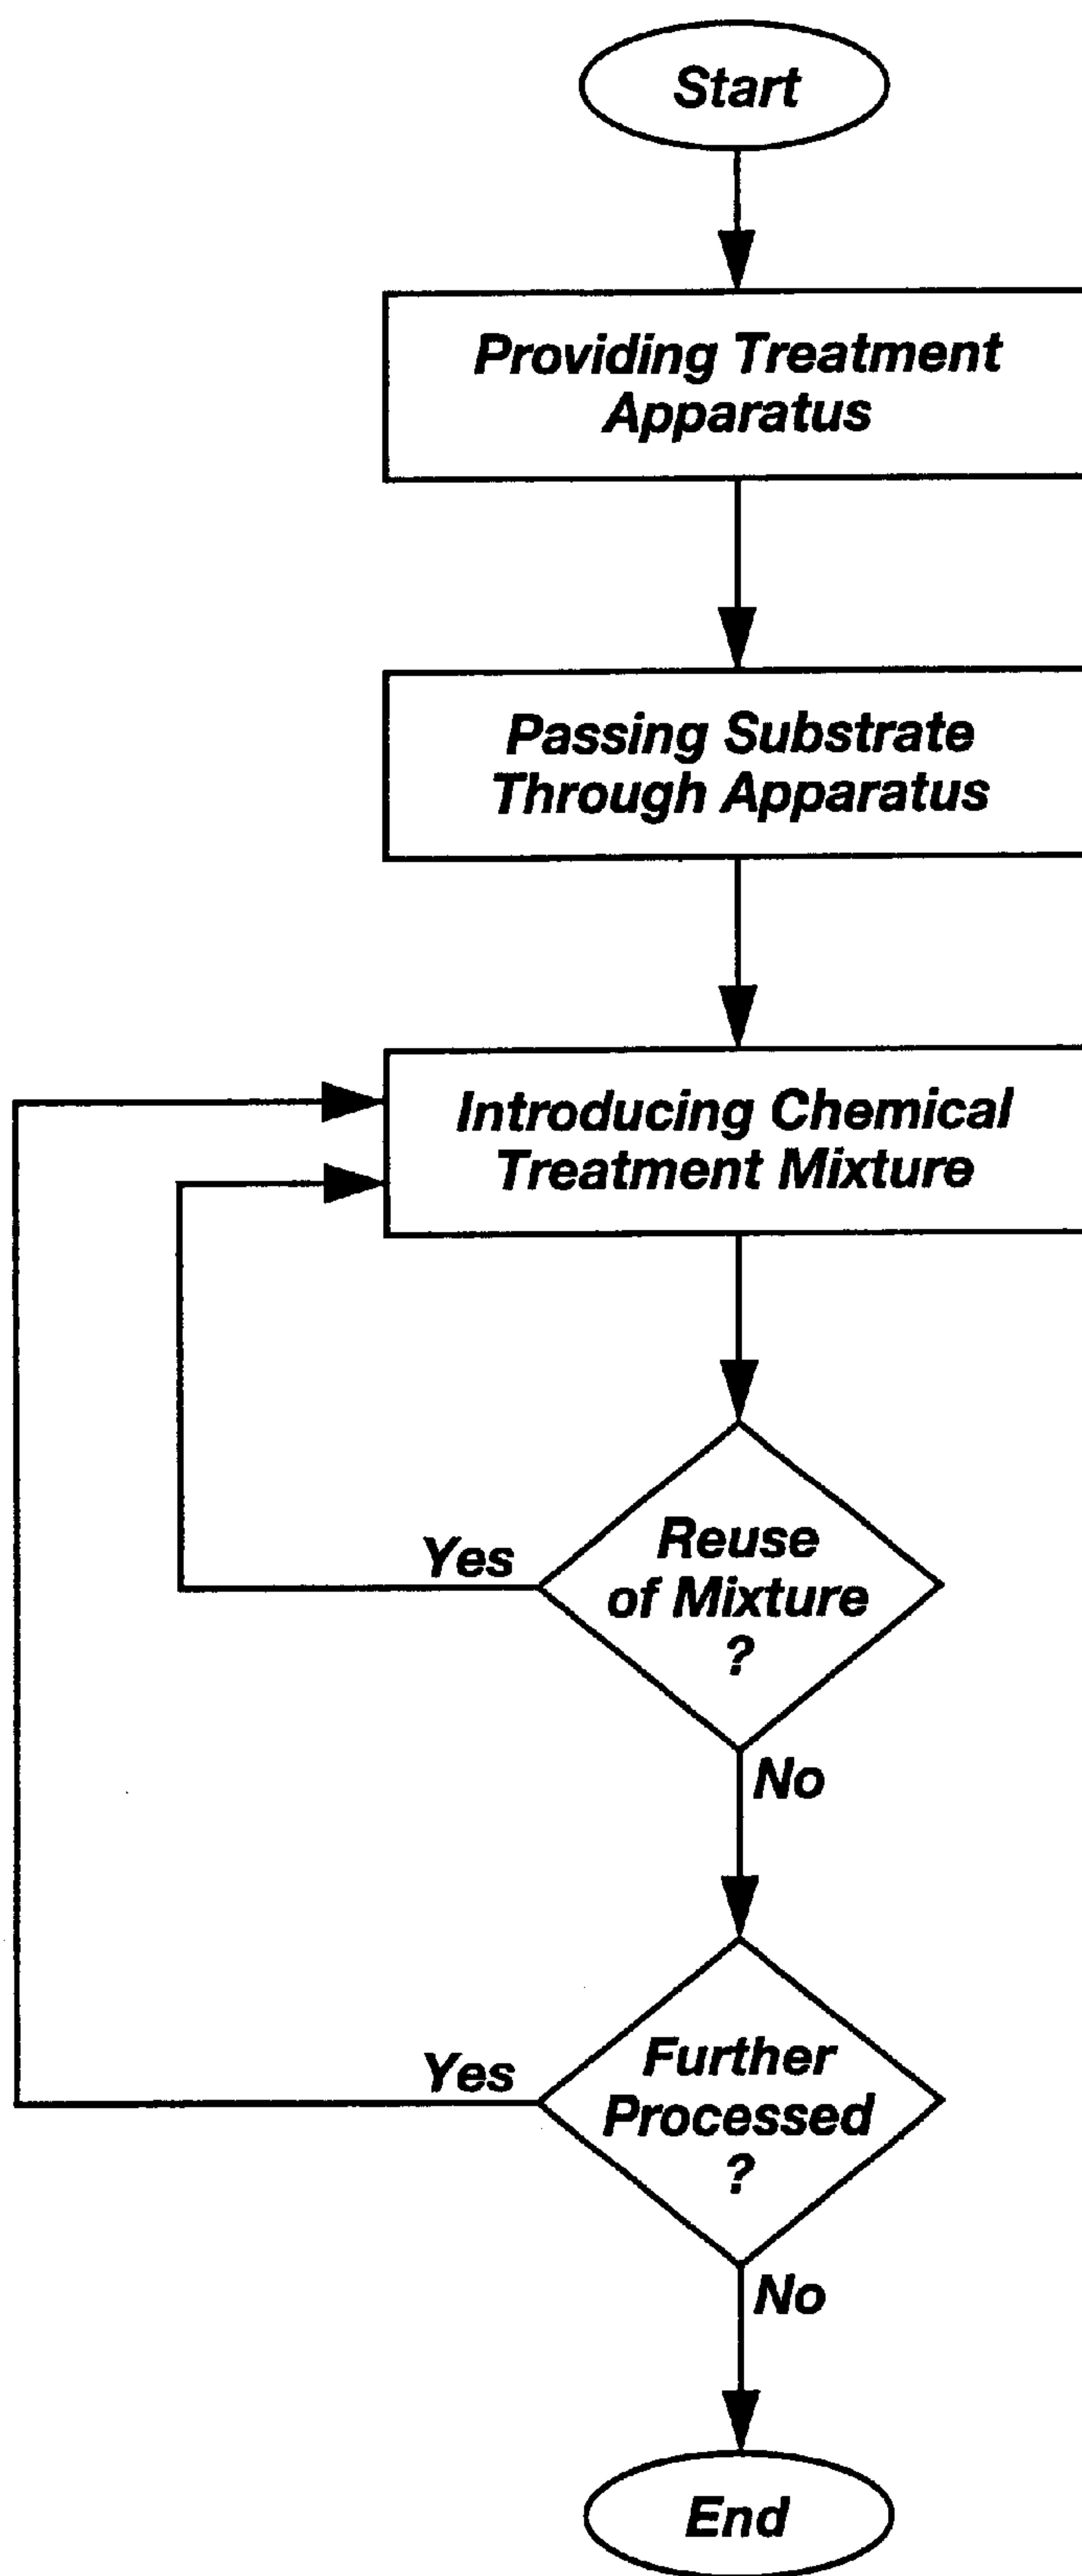 Start
Providing Treatment
Apparatus
Passing Substrate
Through Apparatus
Introducing Chemical
Treatment Mixture
Yes
Reuse
of Mixture
?
No
Yes
Further
Processed
?
No
End